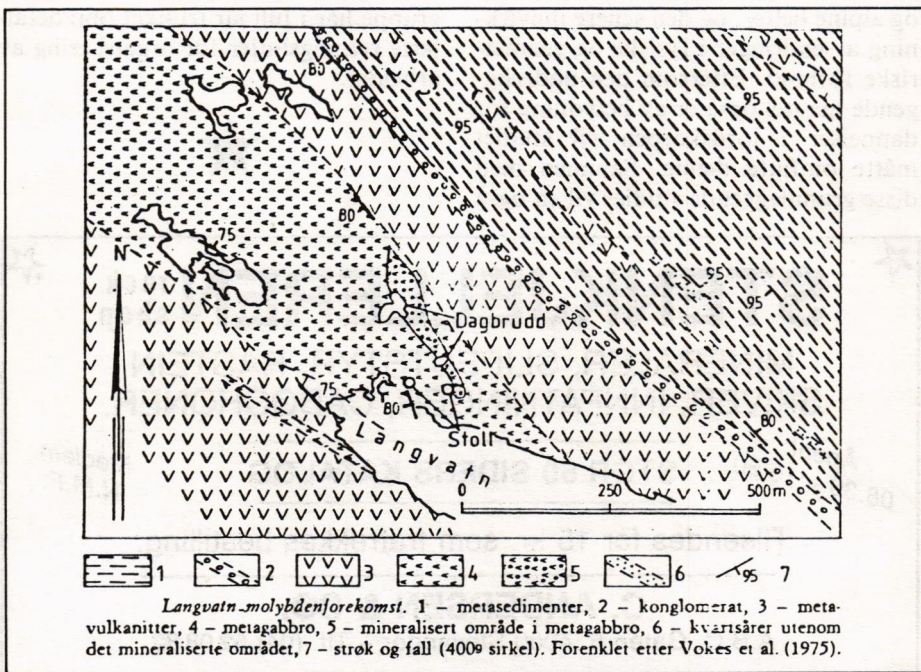 80
95
95
80
75
N
95
95
Dagbrudd
75
80
80
Langvatn
Stoll
0 250 500m
1 2 3 4 5 6 95 7
Langvatn molybdenforekomst. 1 – metasedimenter, 2 – konglomerat, 3 – meta-
vulkanitter, 4 – metagabbro, 5 – mineralisert område i metagabbro, 6 – kvartsårer utenom
det mineraliserte området, 7 – strøk og fall (400g sirkel). Forenklet etter Vokes et al. (1975).